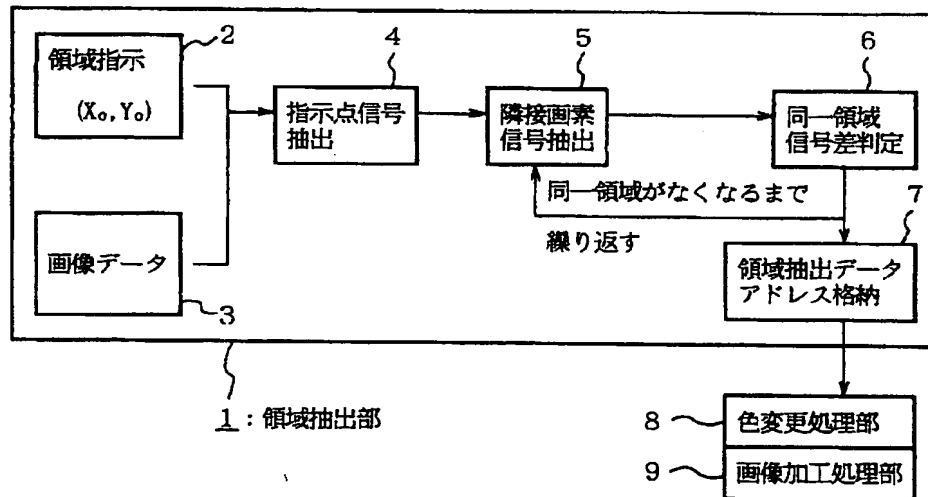 2
領域指示
(X₀, Y₀)
4
指示点信号
抽出
5
隣接画素
信号抽出
6
同一領域
信号差判定
同一領域がなくなるまで
繰り返す
7
領域抽出データ
アドレス格納
画像データ
3
1:領域抽出部
8
色変更処理部
9
画像加工処理部